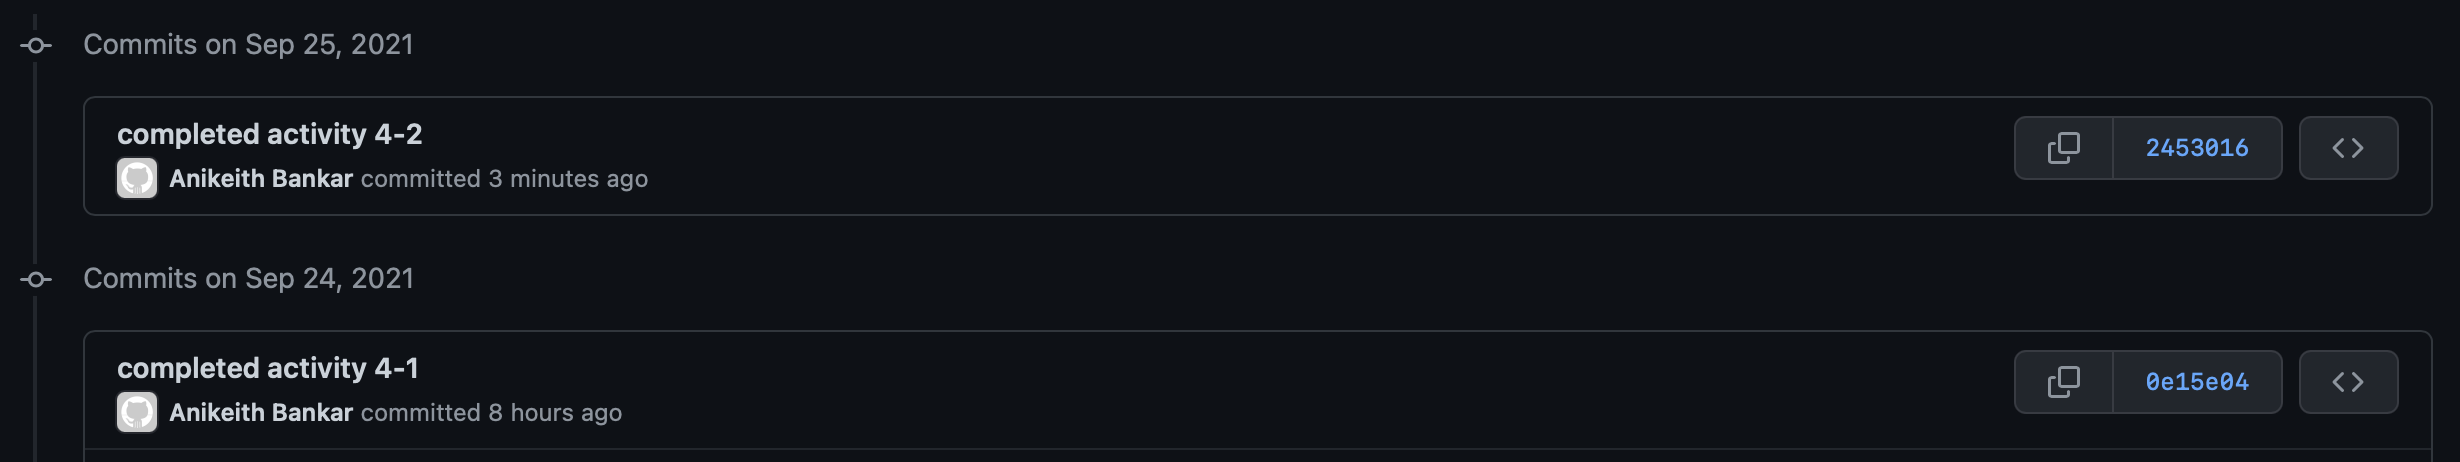 Commits on Sep 25, 2021
completed activity 4-2
2453016
Anikeith Bankar committed 3 minutes ago
Commits on Sep 24, 2021
completed activity 4-1
0e15e04
Anikeith Bankar committed 8 hours ago